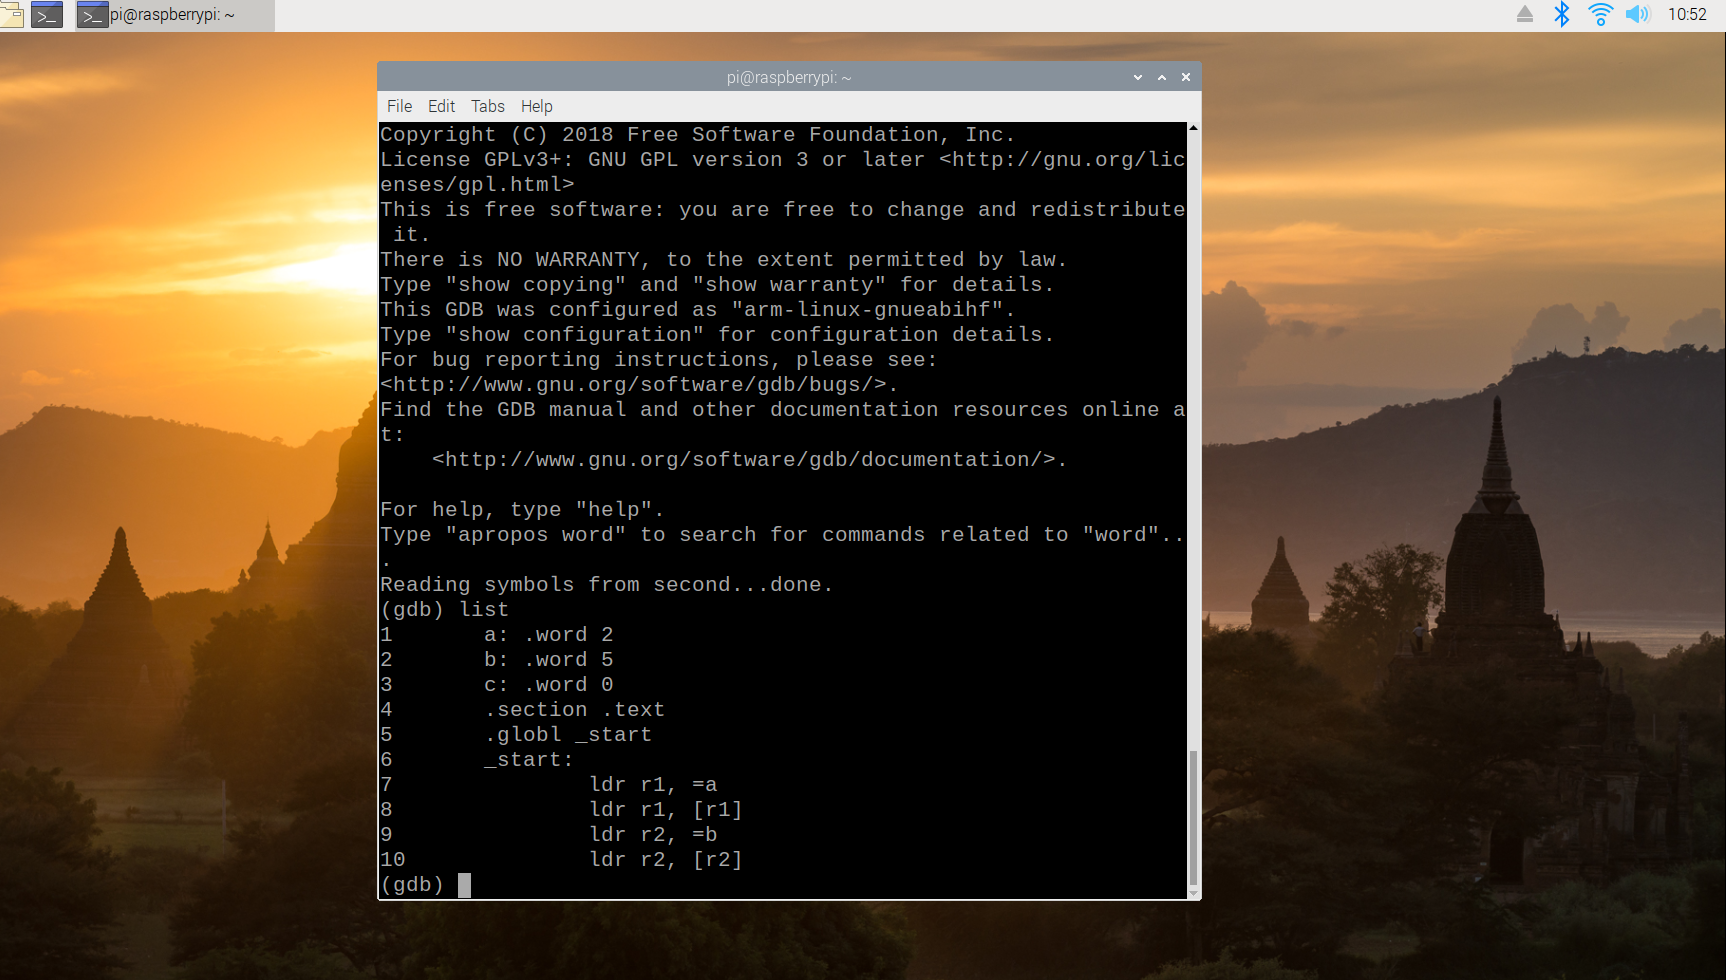 pi@raspberrypi: ~
10:52
pi@raspberrypi: ~
File Edit Tabs Help
Copyright (C) 2018 Free Software Foundation, Inc.
License GPLv3+: GNU GPL version 3 or later <http://gnu.org/lic
enses/gpl.html>
This is free software: you are free to change and redistribute
 it.
There is NO WARRANTY, to the extent permitted by law.
Type "show copying" and "show warranty" for details.
This GDB was configured as "arm-linux-gnueabihf".
Type "show configuration" for configuration details.
For bug reporting instructions, please see:
<http://www.gnu.org/software/gdb/bugs/>.
Find the GDB manual and other documentation resources online a
t:
    <http://www.gnu.org/software/gdb/documentation/>.
For help, type "help".
Type "apropos word" to search for commands related to "word"..
.
Reading symbols from second...done.
(gdb) list
1       a: .word 2
2       b: .word 5
3       c: .word 0
4       .section .text
5       .globl _start
6       _start:
7               ldr r1, =a
8               ldr r1, [r1]
9               ldr r2, =b
10              ldr r2, [r2]
(gdb)